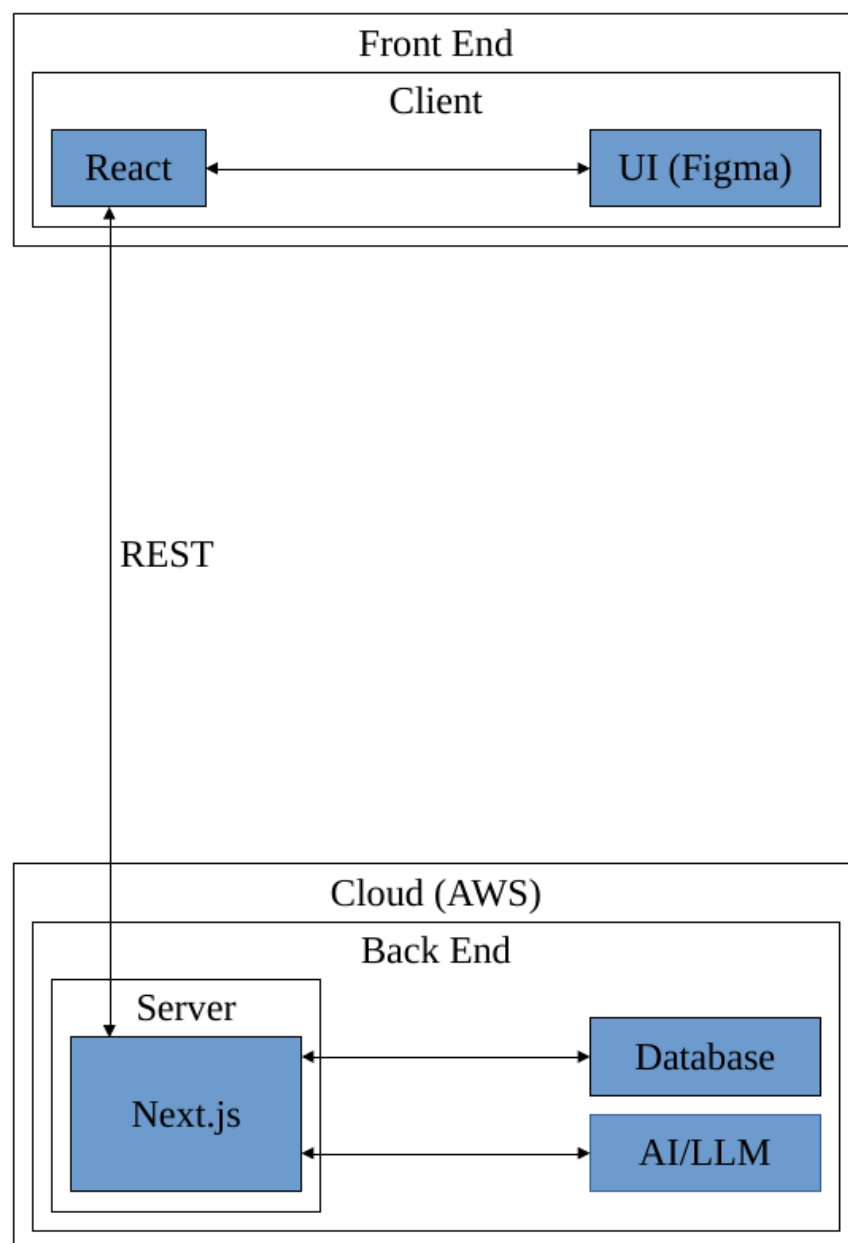 Front End
Client
React
UI (Figma)
REST
Cloud (AWS)
Back End
Server
Next.js
Database
AI/LLM